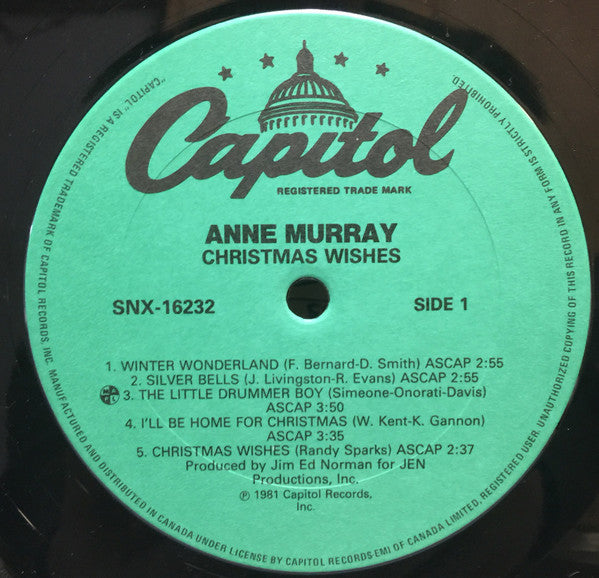 Capitol
REGISTERED TRADE MARK
ANNE MURRAY
CHRISTMAS WISHES
SNX-16232
SIDE 1
1. WINTER WONDERLAND (F. Bernard-D. Smith) ASCAP 2:55
2. SILVER BELLS (J. Livingston-R. Evans) ASCAP 2:55
3. THE LITTLE DRUMMER BOY (Simeone-Onorati-Davis)
ASCAP 3:50
4. I'LL BE HOME FOR CHRISTMAS (W. Kent-K. Gannon)
ASCAP 3:35
5. CHRISTMAS WISHES (Randy Sparks) ASCAP 2:37
Produced by Jim Ed Norman for JEN
Productions, Inc.
℗ 1981 Capitol Records,
Inc.
"CAPITOL" IS A REGISTERED TRADEMARK OF CAPITOL RECORDS, INC. MANUFACTURED AND DISTRIBUTED IN CANADA UNDER LICENSE BY CAPITOL RECORDS-EMI OF CANADA LIMITED, REGISTERED USER. UNAUTHORIZED COPYING OF THIS RECORD IN ANY FORM IS STRICTLY PROHIBITED.